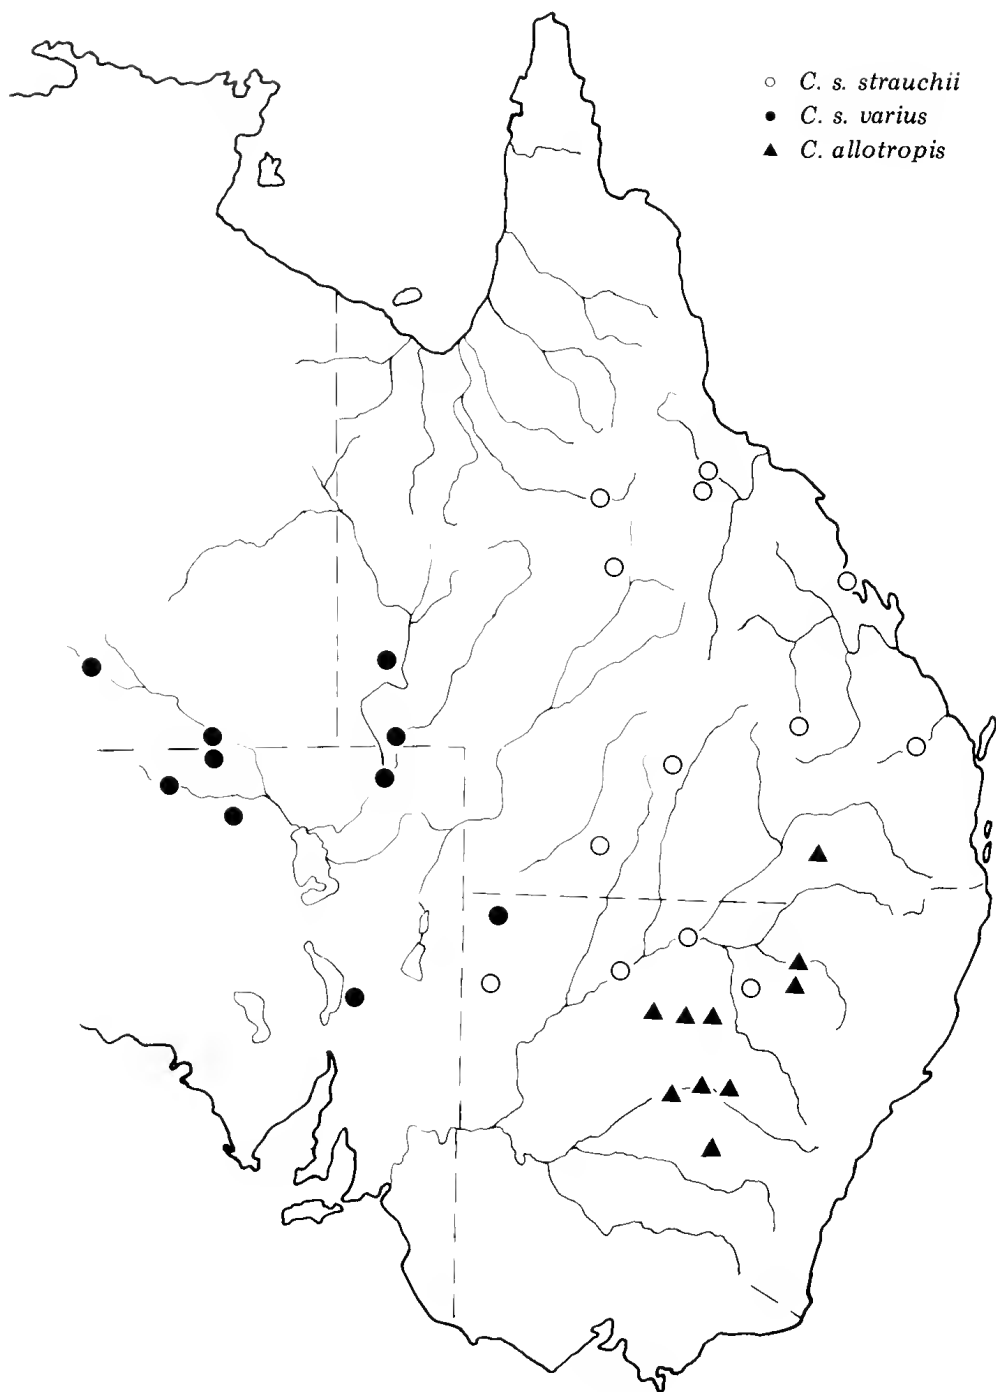 ○ C. s. strauchii
● C. s. varius
▲ C. allotropis